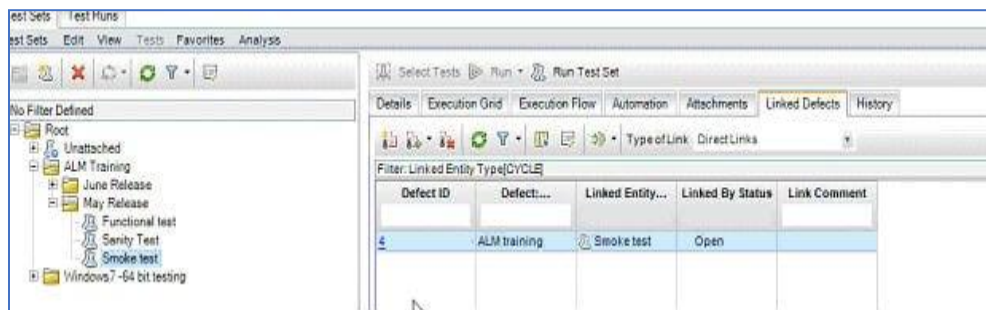 est Sets Test Runs
est Sets Edit View Tests Favorites Analysis
Select Tests Run Run Test Set
No Filter Defined
Root
Unattached
ALM Training
June Release
May Release
Functional test
Sanity Test
Smoke test
Windows7 -64 bit testing
Details Execution Grid Execution Flow Automation Attachments Linked Defects History
Type of Link Direct Links
Filter: Linked Entity Type[CYCLE]
Defect ID Defect:... Linked Entity... Linked By Status Link Comment
4 ALM training Smoke test Open